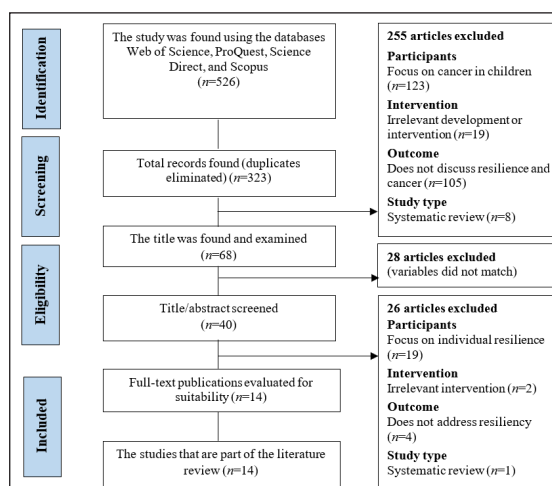 Identification
The study was found using the databases
Web of Science, ProQuest, Science
Direct, and Scopus
(n=526)
255 articles excluded
Participants
Focus on cancer in children
(n=123)
Intervention
Irrelevant development or
intervention (n=19)
Outcome
Does not discuss resilience and
cancer (n=105)
Study type
Systematic review (n=8)
Screening
Total records found (duplicates
eliminated) (n=323)
The title was found and examined
(n=68)
28 articles excluded
(variables did not match)
Eligibility
Title/abstract screened
(n=40)
26 articles excluded
Participants
Focus on individual resilience
(n=19)
Intervention
Irrelevant intervention (n=2)
Outcome
Does not address resiliency
(n=4)
Study type
Systematic review (n=1)
Full-text publications evaluated for
suitability (n=14)
Included
The studies that are part of the literature
review (n=14)